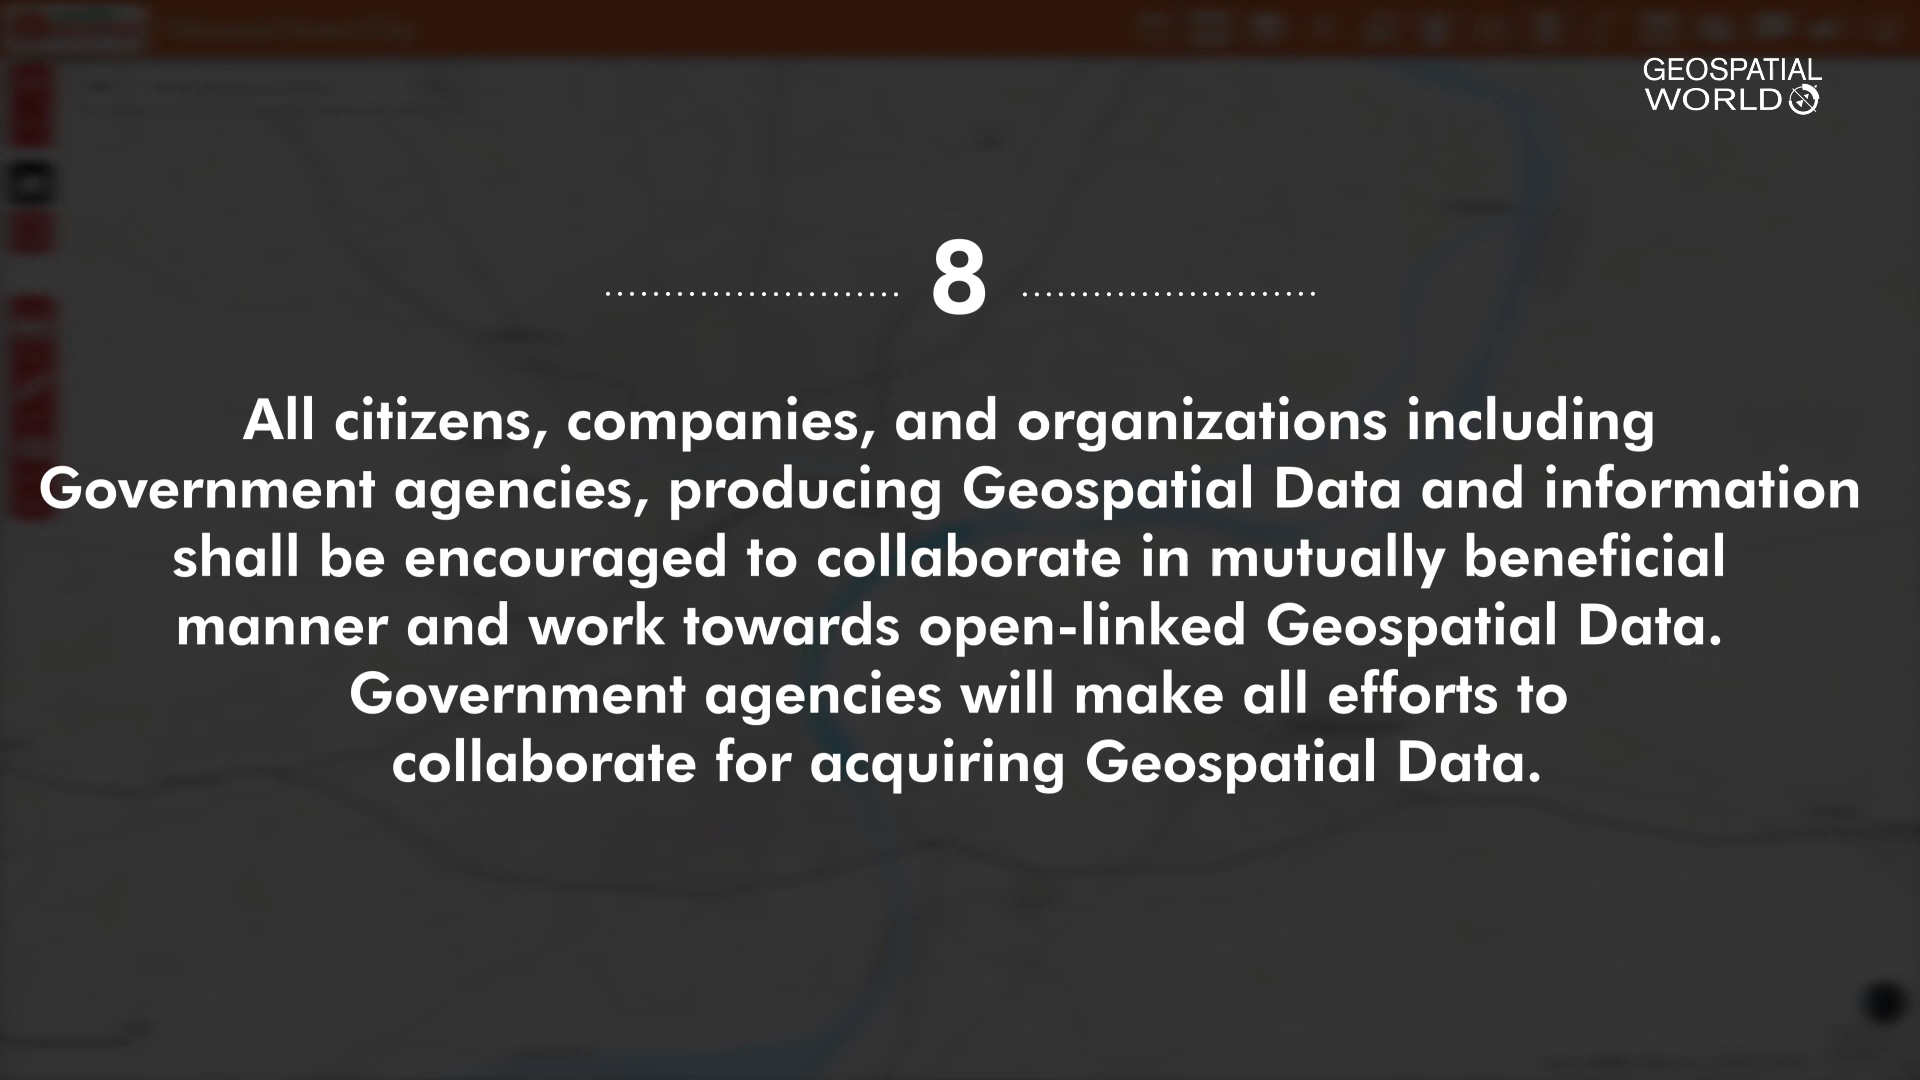 GEOSPATIAL
WORLD
8
All citizens, companies, and organizations including
Government agencies, producing Geospatial Data and information
shall be encouraged to collaborate in mutually beneficial
manner and work towards open-linked Geospatial Data.
Government agencies will make all efforts to
collaborate for acquiring Geospatial Data.